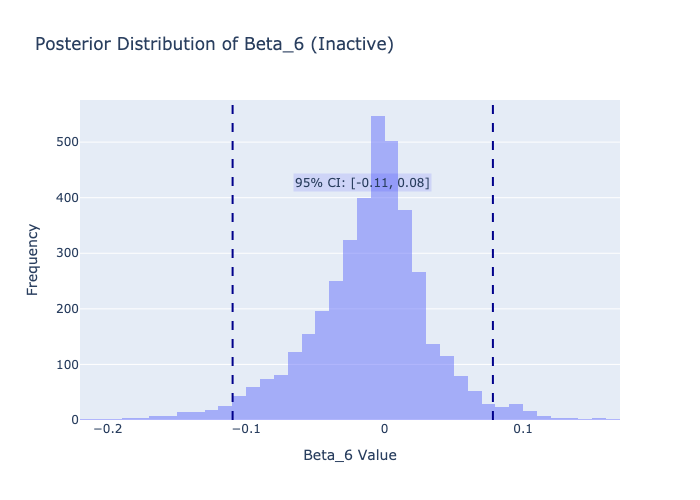 Posterior Distribution of Beta_6 (Inactive)
500
95% CI: [-0.11, 0.08]
400
Frequency
300
200
100
0
−0.2
−0.1
0
0.1
Beta_6 Value